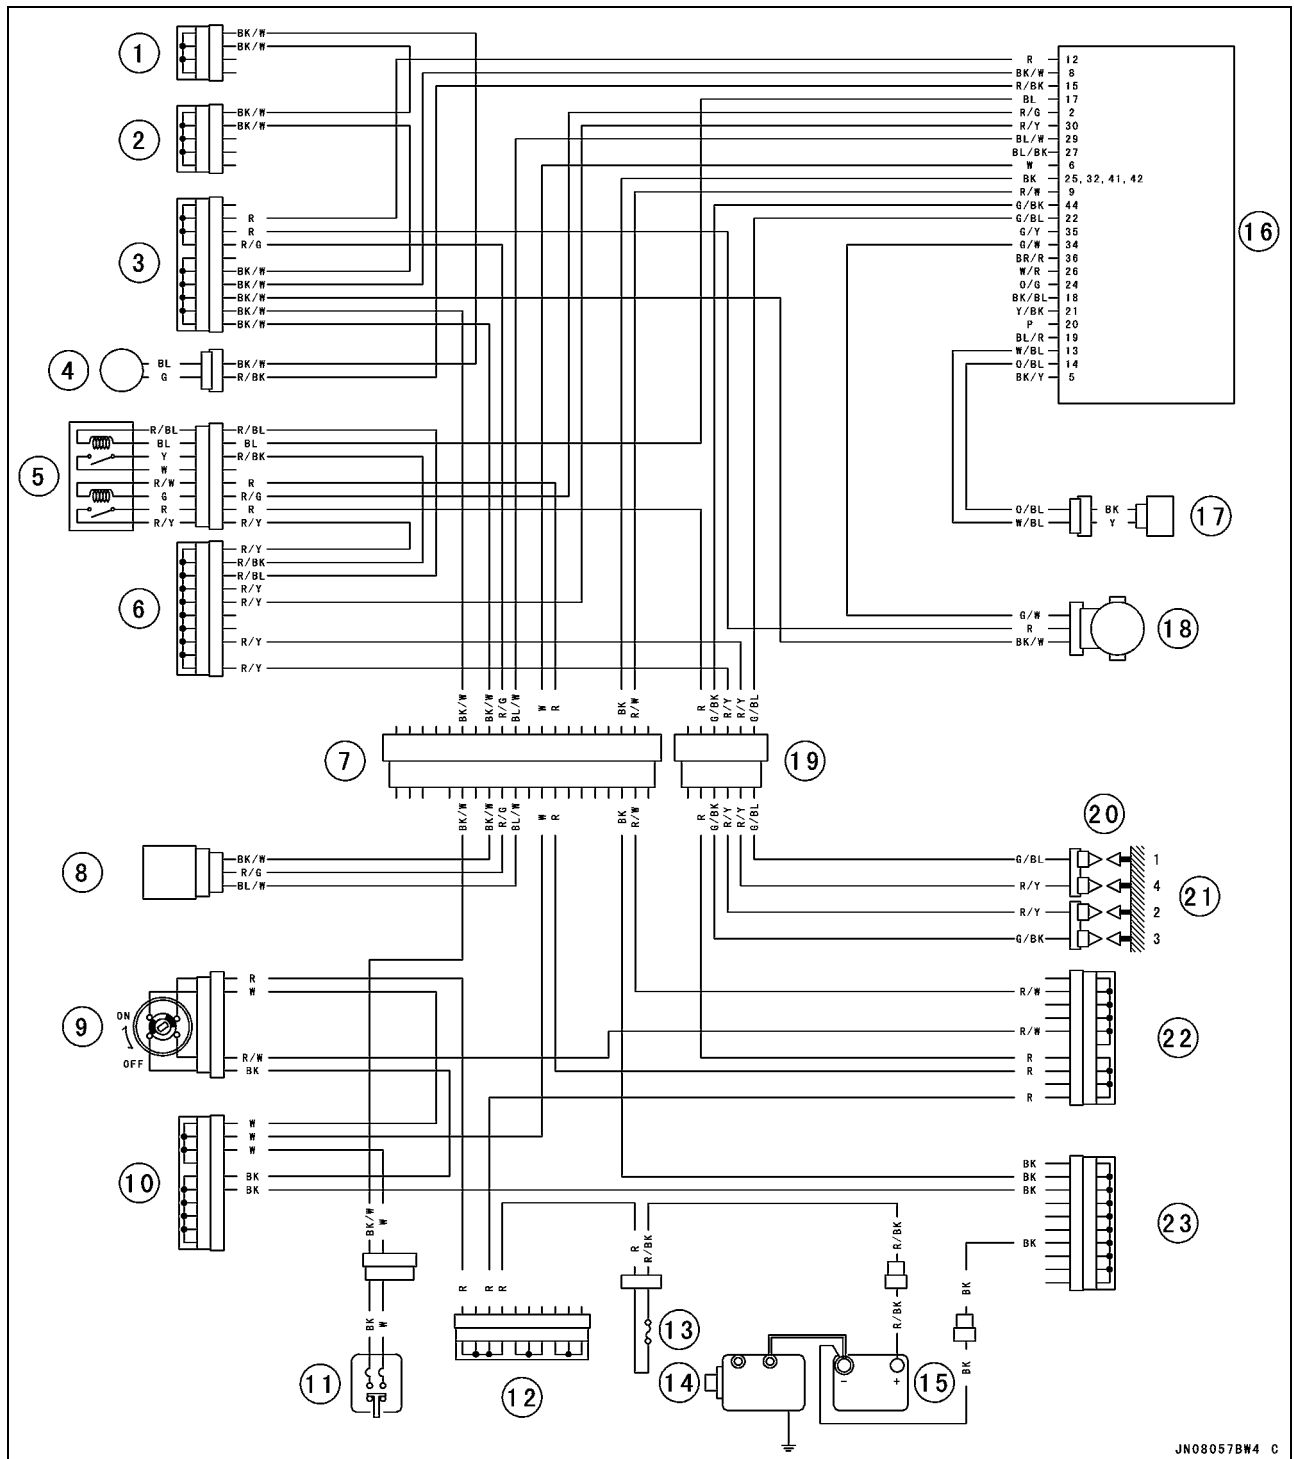 1
BK/W
BK/W
2
BK/W
BK/W
3
R
R
R/G
BK/W
BK/W
BK/W
BK/W
BK/W
4
BL BK/W
G R/BK
5
R/BL R/BL
BL BL
Y R/BK
W
R/W R
G R/G
R R
R/Y R/Y
6
R/Y
R/BK
R/BL
R/Y
R/Y
R/Y
R/Y
R 12
BK/W 8
R/BK 15
BL 17
R/G 2
R/Y 30
BL/W 29
BL/BK 27
W 6
BK 25, 32, 41, 42
R/W 9
G/BK 44
G/BL 22
G/Y 35
G/W 34
BR/R 36
W/R 26
O/G 24
BK/BL 18
Y/BK 21
P 20
BL/R 19
W/BL 13
O/BL 14
BK/Y 5
16
O/BL BK
W/BL Y
17
G/W
R
BK/W
18
BK/W BK/W R/G BL/W W R BK R/W
R G/BK R/Y R/Y G/BL
7
19
BK/W BK/W R/G BL/W W R BK R/W
R G/BK R/Y R/Y G/BL
8
BK/W
R/G
BL/W
20
G/BL 1
R/Y 4
R/Y 2
G/BK 3
21
9
ON
OFF
R
W
R/W
BK
R/W
R/W
R
R
R
22
10
W
W
W
BK
BK
BK
BK
BK
BK
23
BK/W W
BK W
11
R R R
12
R R/BK
13
14
R/BK
R/BK
- +
15
BK
BK
JN08057BW4 C